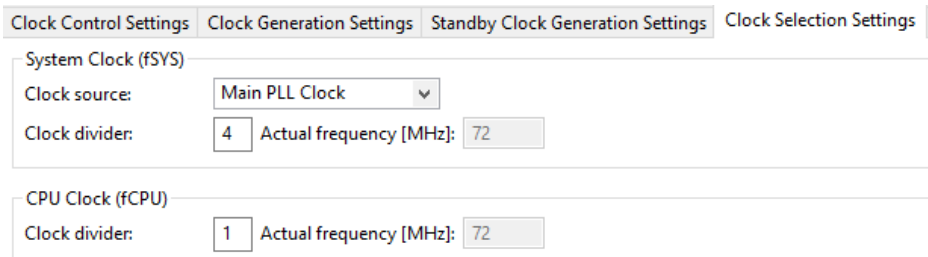 Clock Control Settings Clock Generation Settings Standby Clock Generation Settings Clock Selection Settings
System Clock (fSYS)
Clock source: Main PLL Clock
Clock divider: 4 Actual frequency [MHz]: 72
CPU Clock (fCPU)
Clock divider: 1 Actual frequency [MHz]: 72